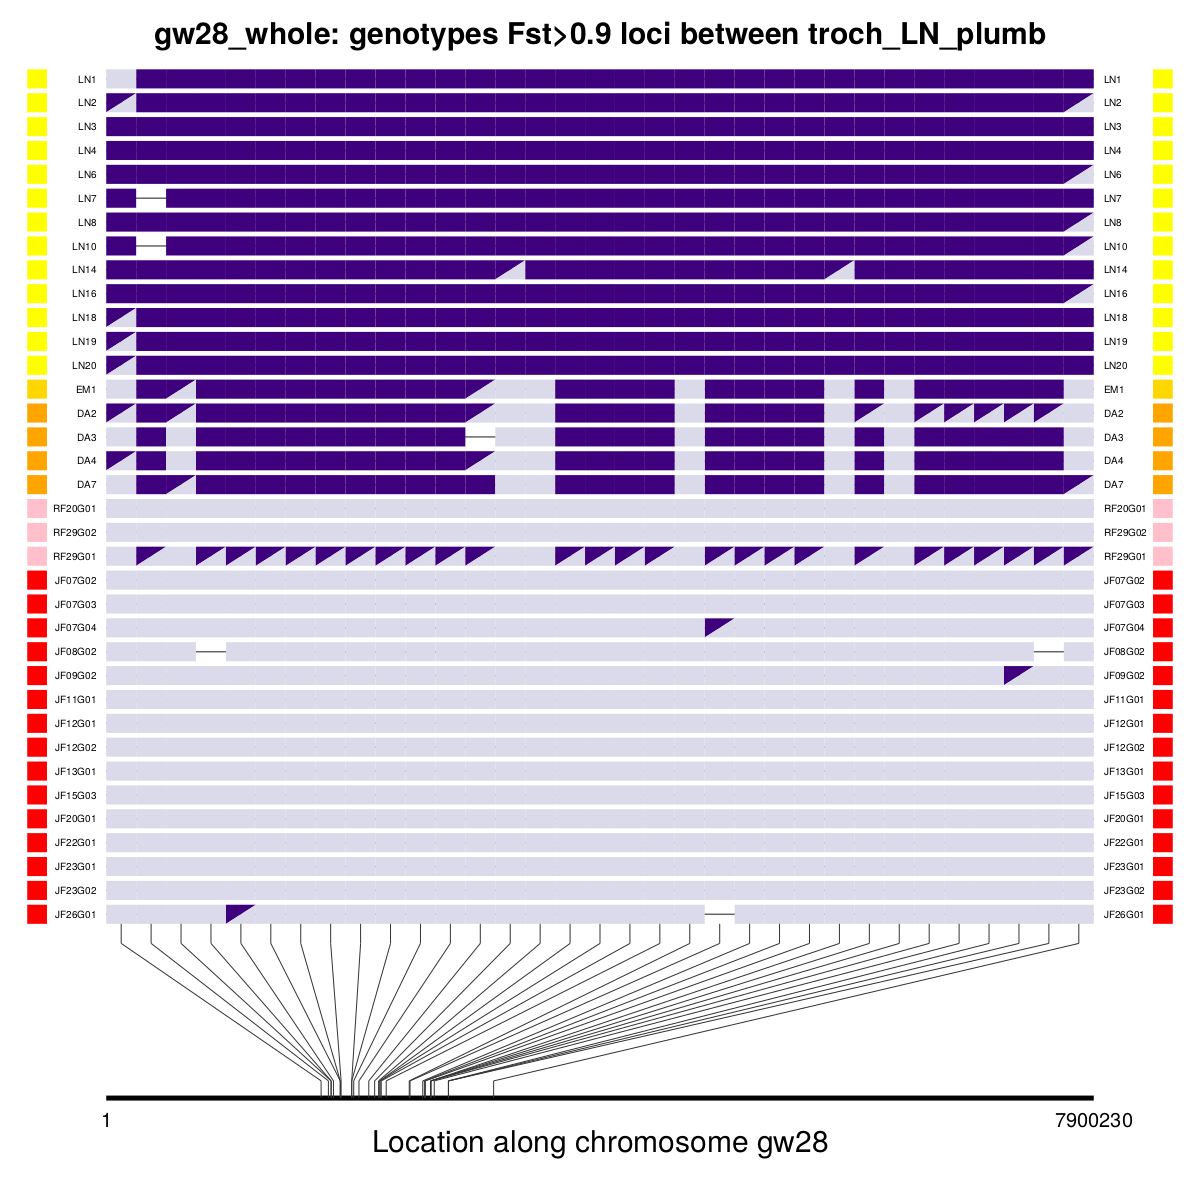 gw28_whole: genotypes Fst>0.9 loci between troch_LN_plumb
LN1 LN1
LN2 LN2
LN3 LN3
LN4 LN4
LN6 LN6
LN7 LN7
LN8 LN8
LN10 LN10
LN14 LN14
LN16 LN16
LN18 LN18
LN19 LN19
LN20 LN20
EM1 EM1
DA2 DA2
DA3 DA3
DA4 DA4
DA7 DA7
RF20G01 RF20G01
RF29G02 RF29G02
RF29G01 RF29G01
JF07G02 JF07G02
JF07G03 JF07G03
JF07G04 JF07G04
JF08G02 JF08G02
JF09G02 JF09G02
JF11G01 JF11G01
JF12G01 JF12G01
JF12G02 JF12G02
JF13G01 JF13G01
JF15G03 JF15G03
JF20G01 JF20G01
JF22G01 JF22G01
JF23G01 JF23G01
JF23G02 JF23G02
JF26G01 JF26G01
1 7900230
Location along chromosome gw28